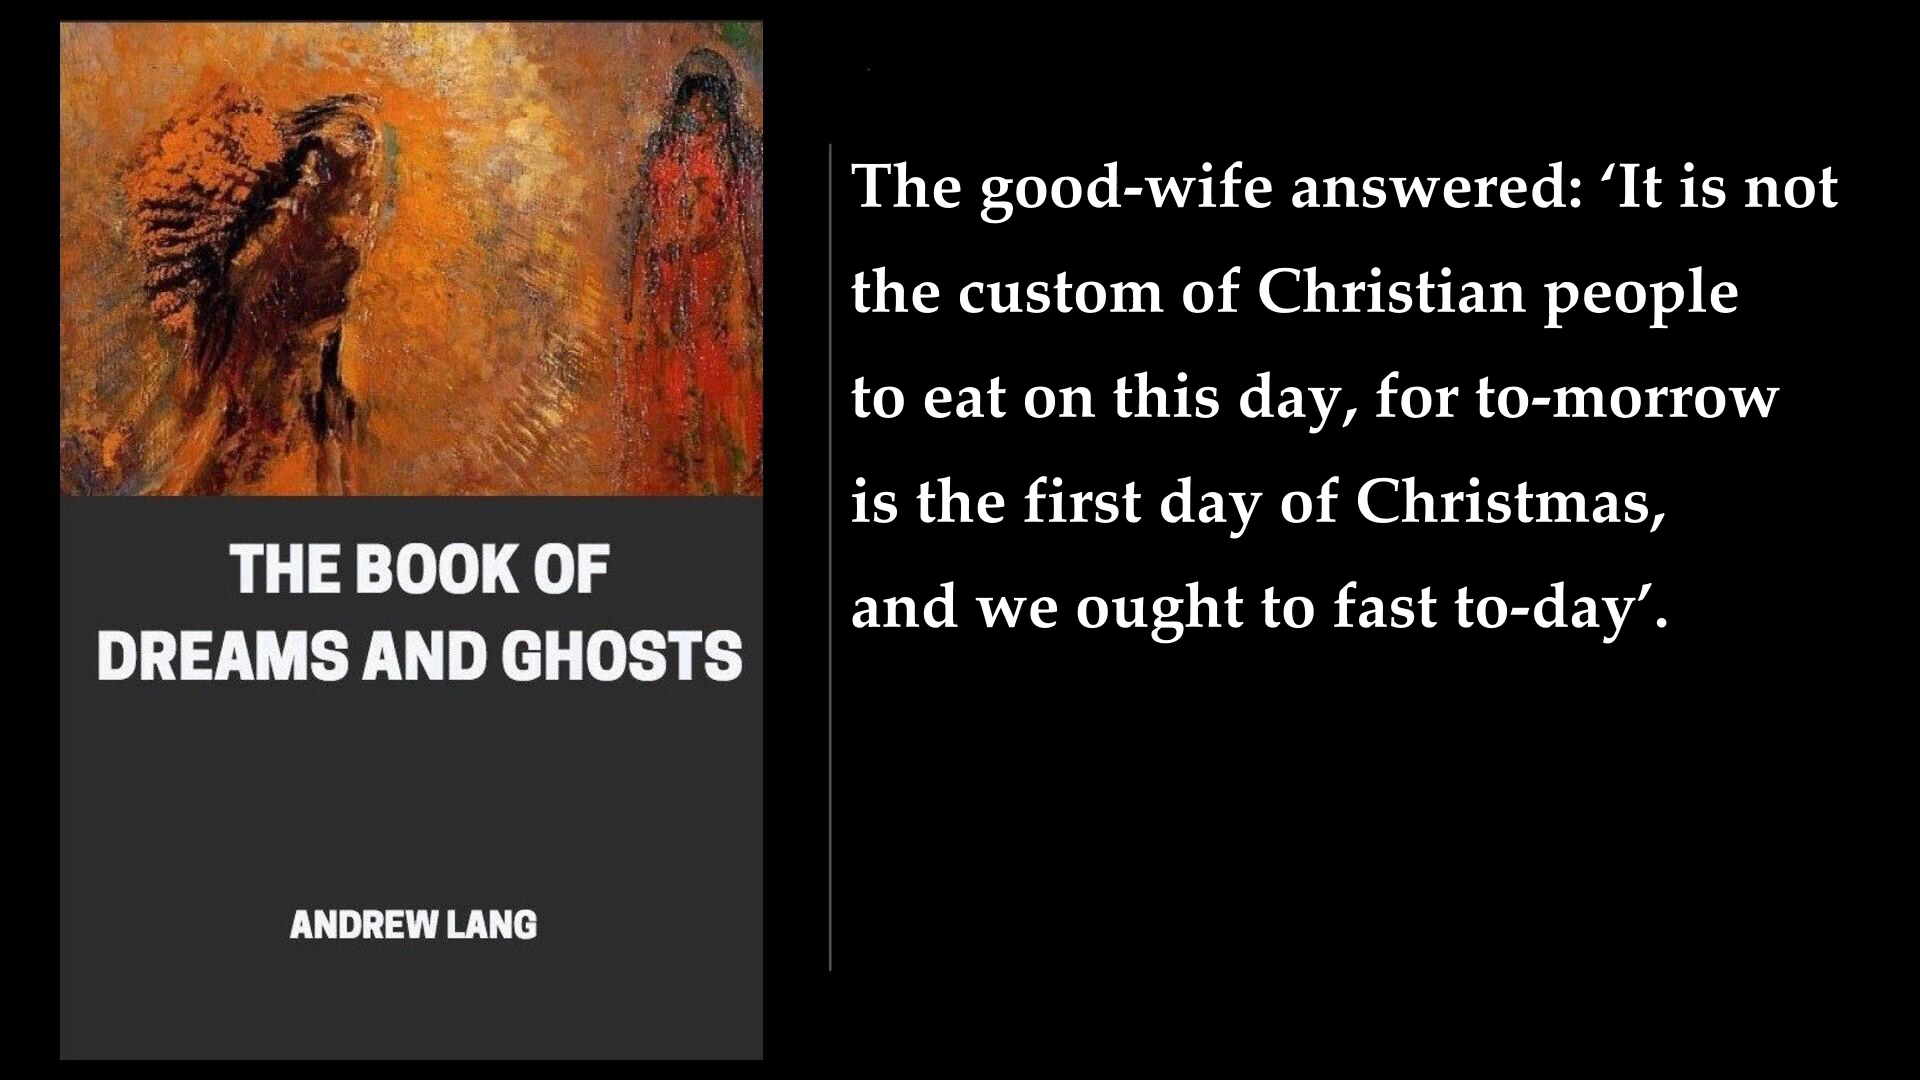 THE BOOK OF
DREAMS AND GHOSTS
ANDREW LANG
The good-wife answered: ‘It is not
the custom of Christian people
to eat on this day, for to-morrow
is the first day of Christmas,
and we ought to fast to-day’.